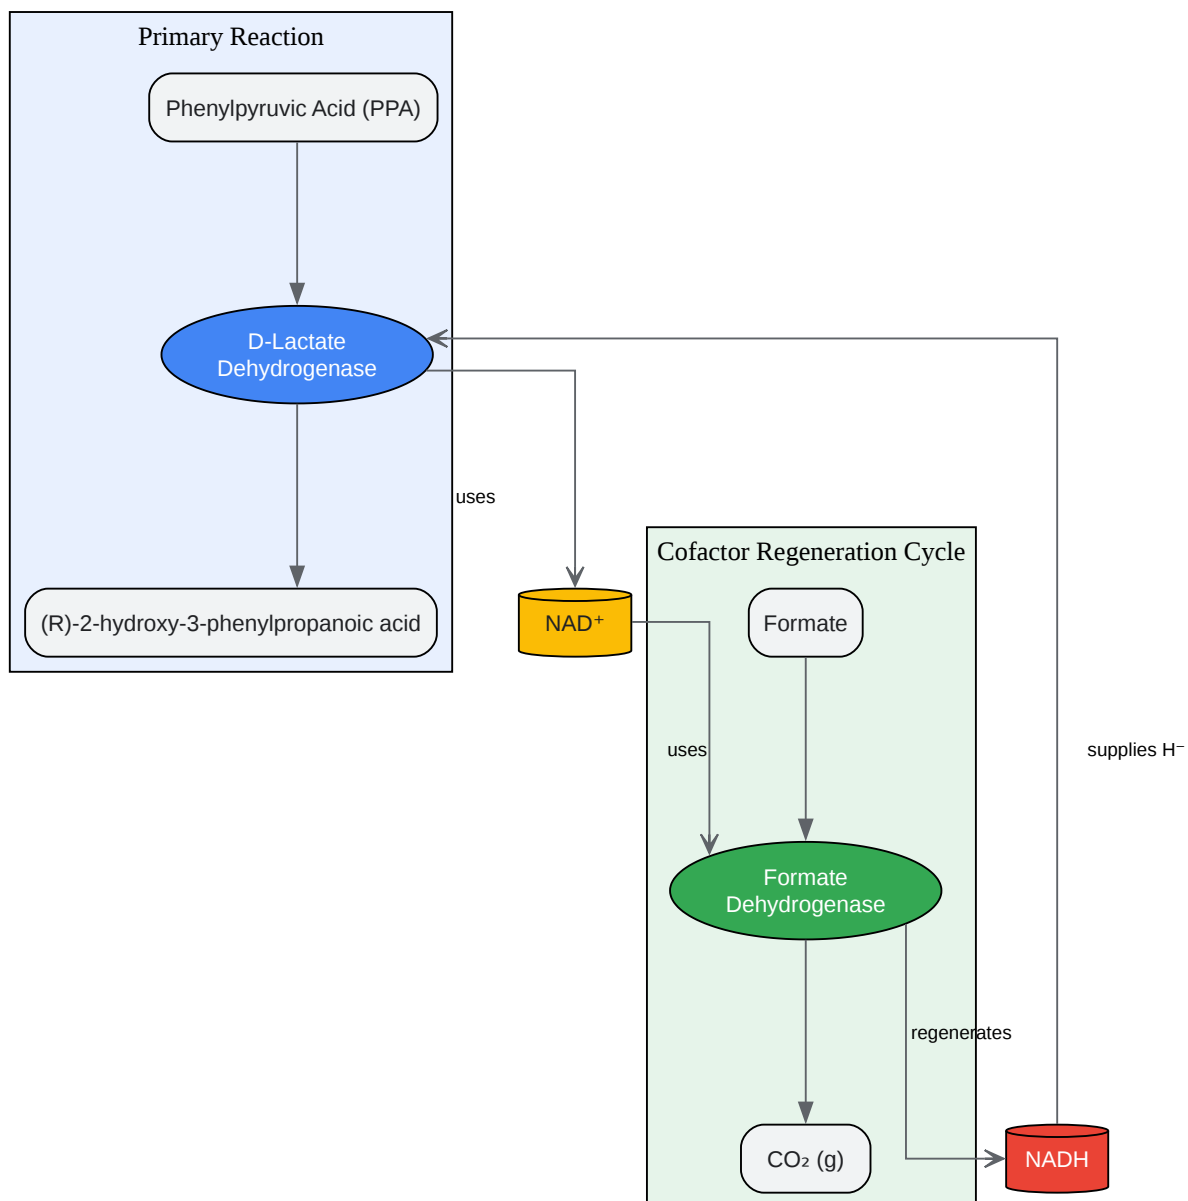 Primary Reaction
Phenylpyruvic Acid (PPA)
D-Lactate
Dehydrogenase
uses
(R)-2-hydroxy-3-phenylpropanoic acid
NAD⁺
Cofactor Regeneration Cycle
Formate
uses
supplies H⁻
Formate
Dehydrogenase
regenerates
CO₂ (g)
NADH